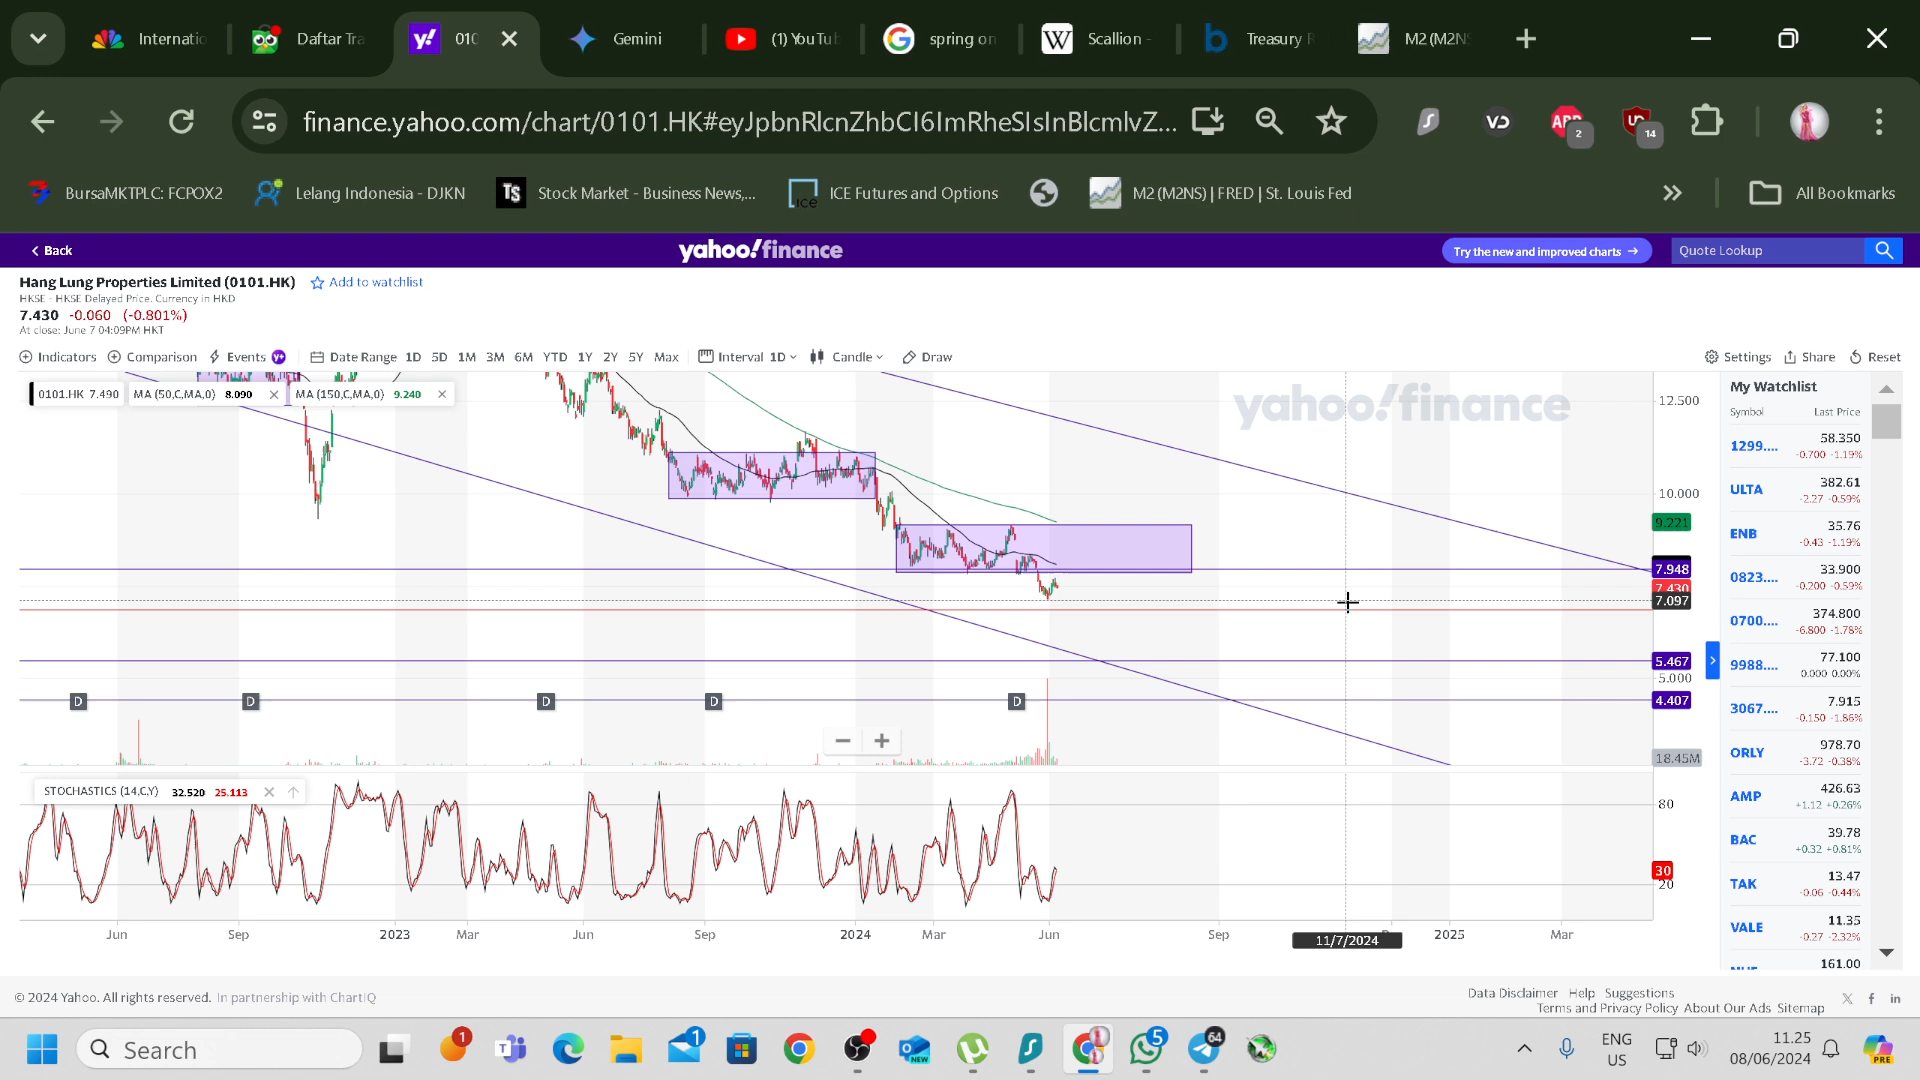 Internatio
Daftar Tra
010
Gemini
(1) YouTub
spring on
Scallion -
Treasury R
M2 (M2NS
finance.yahoo.com/chart/0101.HK#eyJpbnRlcnZhbCI6ImRheSIsInBlcmlvZ...
2
14
BursaMKTPLC: FCPOX2
Lelang Indonesia - DJKN
Stock Market - Business News,...
ICE Futures and Options
M2 (M2NS) | FRED | St. Louis Fed
All Bookmarks
Back
yahoo!finance
Try the new and improved charts →
Quote Lookup
Hang Lung Properties Limited (0101.HK)
Add to watchlist
HKSE - HKSE Delayed Price. Currency in HKD
7.430 -0.060 (-0.801%)
At close: June 7 04:09PM HKT
Indicators
Comparison
Events
Date Range 1D 5D 1M 3M 6M YTD 1Y 2Y 5Y Max
Interval 1D
Candle
Draw
Settings
Share
Reset
0101.HK 7.490
MA (50,C,MA,0) 8.090
MA (150,C,MA,0) 9.240
yahoo!finance
12.500
10.000
9.221
7.948
7.430
7.097
5.467
5.000
4.407
18.45M
D D D D D
STOCHASTICS (14,C,Y) 32.520 25.113
80
30
20
Jun Sep 2023 Mar Jun Sep 2024 Mar Jun Sep 2025 Mar
11/7/2024
My Watchlist
Symbol Last Price
1299.... 58.350
-0.700 -1.19%
ULTA 382.61
-2.27 -0.59%
ENB 35.76
-0.43 -1.19%
0823.... 33.900
-0.200 -0.59%
0700.... 374.800
-6.800 -1.78%
9988.... 77.100
0.000 0.00%
3067.... 7.915
-0.150 -1.86%
ORLY 978.70
-3.72 -0.38%
AMP 426.63
+1.12 +0.26%
BAC 39.78
+0.32 +0.81%
TAK 13.47
-0.06 -0.44%
VALE 11.35
-0.27 -2.32%
161.00
© 2024 Yahoo. All rights reserved. In partnership with ChartIQ
Data Disclaimer Help Suggestions
Terms and Privacy Policy About Our Ads Sitemap
Search
1
1
5
64
ENG
US
11.25
08/06/2024
PRE